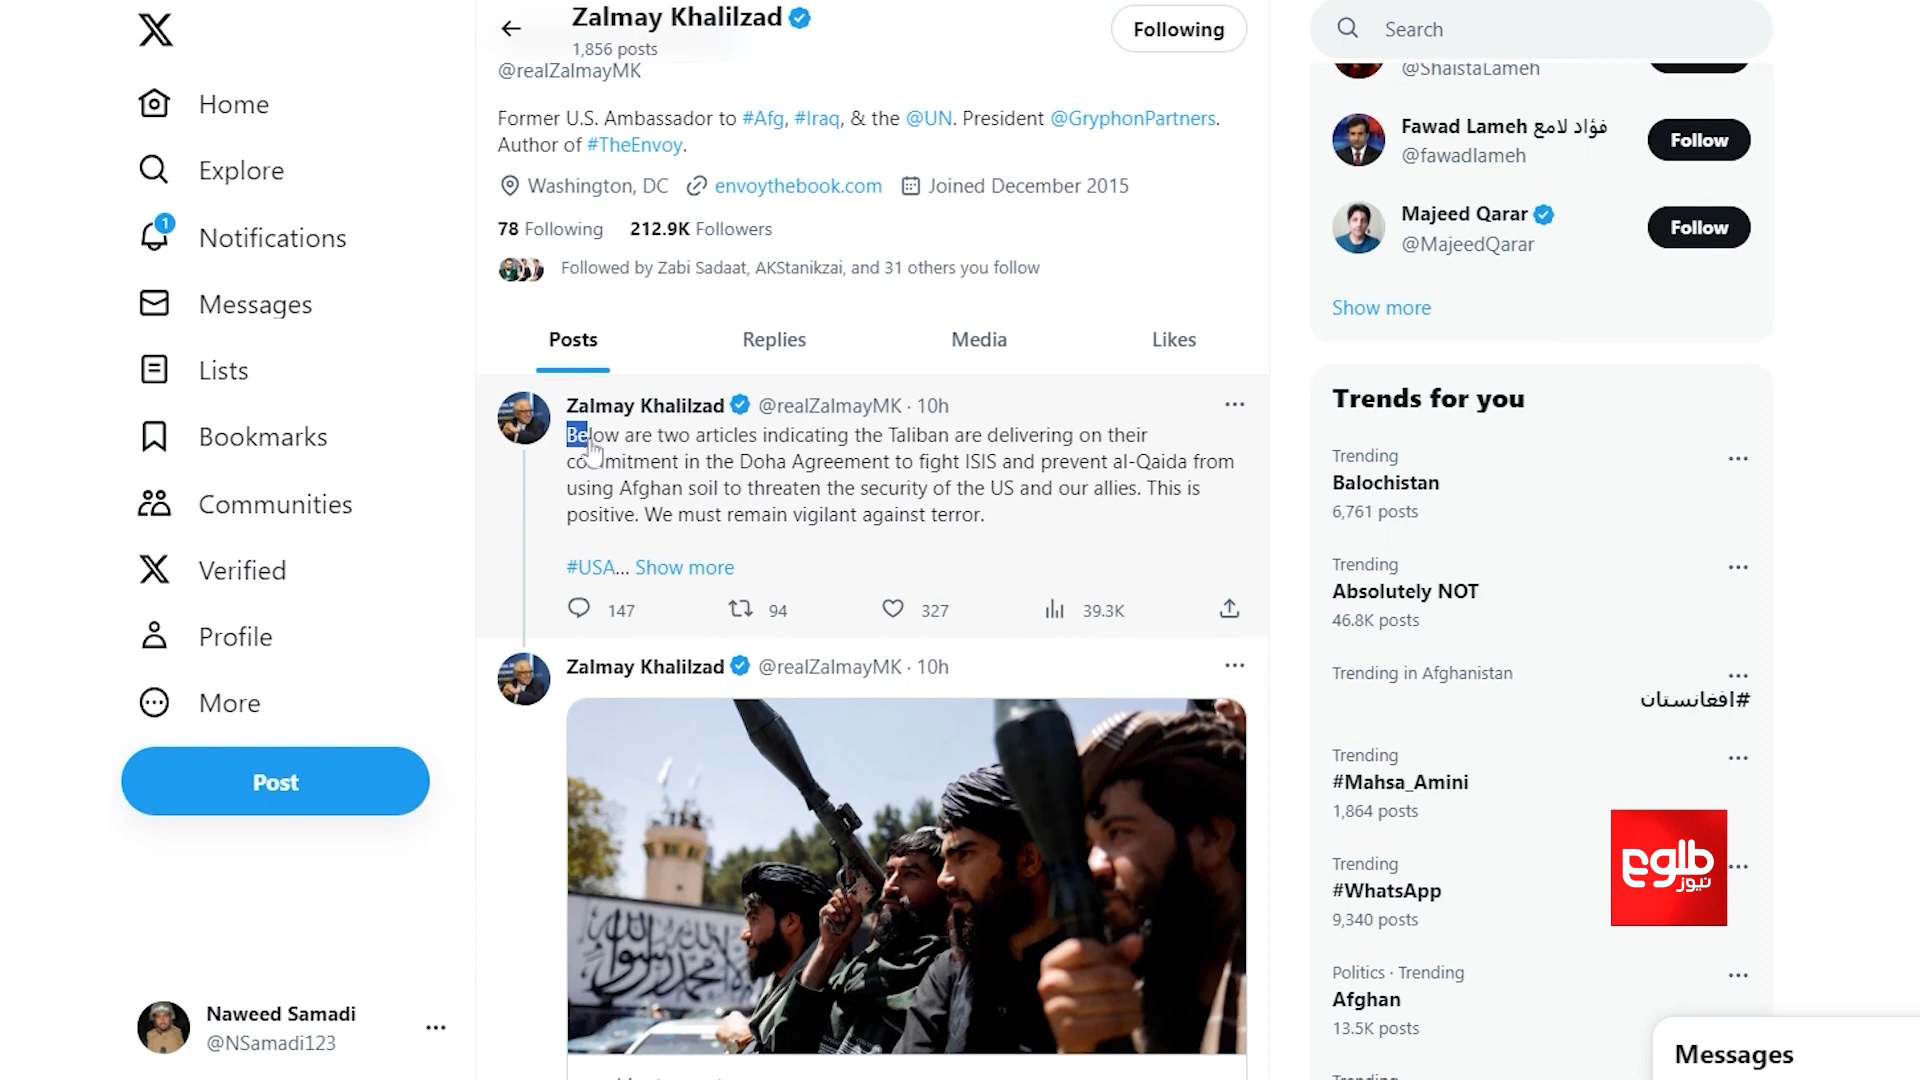 Zalmay Khalilzad
1,856 posts
Following
@realZalmayMK
Former U.S. Ambassador to #Afg, #Iraq, & the @UN. President @GryphonPartners.
Author of #TheEnvoy.
Washington, DC envoythebook.com Joined December 2015
78 Following 212.9K Followers
Followed by Zabi Sadaat, AKStanikzai, and 31 others you follow
Posts Replies Media Likes
Zalmay Khalilzad @realZalmayMK · 10h
Below are two articles indicating the Taliban are delivering on their
commitment in the Doha Agreement to fight ISIS and prevent al-Qaida from
using Afghan soil to threaten the security of the US and our allies. This is
positive. We must remain vigilant against terror.
#USA... Show more
147 94 327 39.3K
Zalmay Khalilzad @realZalmayMK · 10h
Home
Explore
1
Notifications
Messages
Lists
Bookmarks
Communities
Verified
Profile
More
Post
Naweed Samadi
@NSamadi123
Search
@ShaistaLameh
Fawad Lameh فؤاد لامع
@fawadlameh
Follow
Majeed Qarar
@MajeedQarar
Follow
Show more
Trends for you
Trending
Balochistan
6,761 posts
Trending
Absolutely NOT
46.8K posts
Trending in Afghanistan
#افغانستان
Trending
#Mahsa_Amini
1,864 posts
Trending
#WhatsApp
9,340 posts
Politics · Trending
Afghan
13.5K posts
طلوع
نیوز
Messages